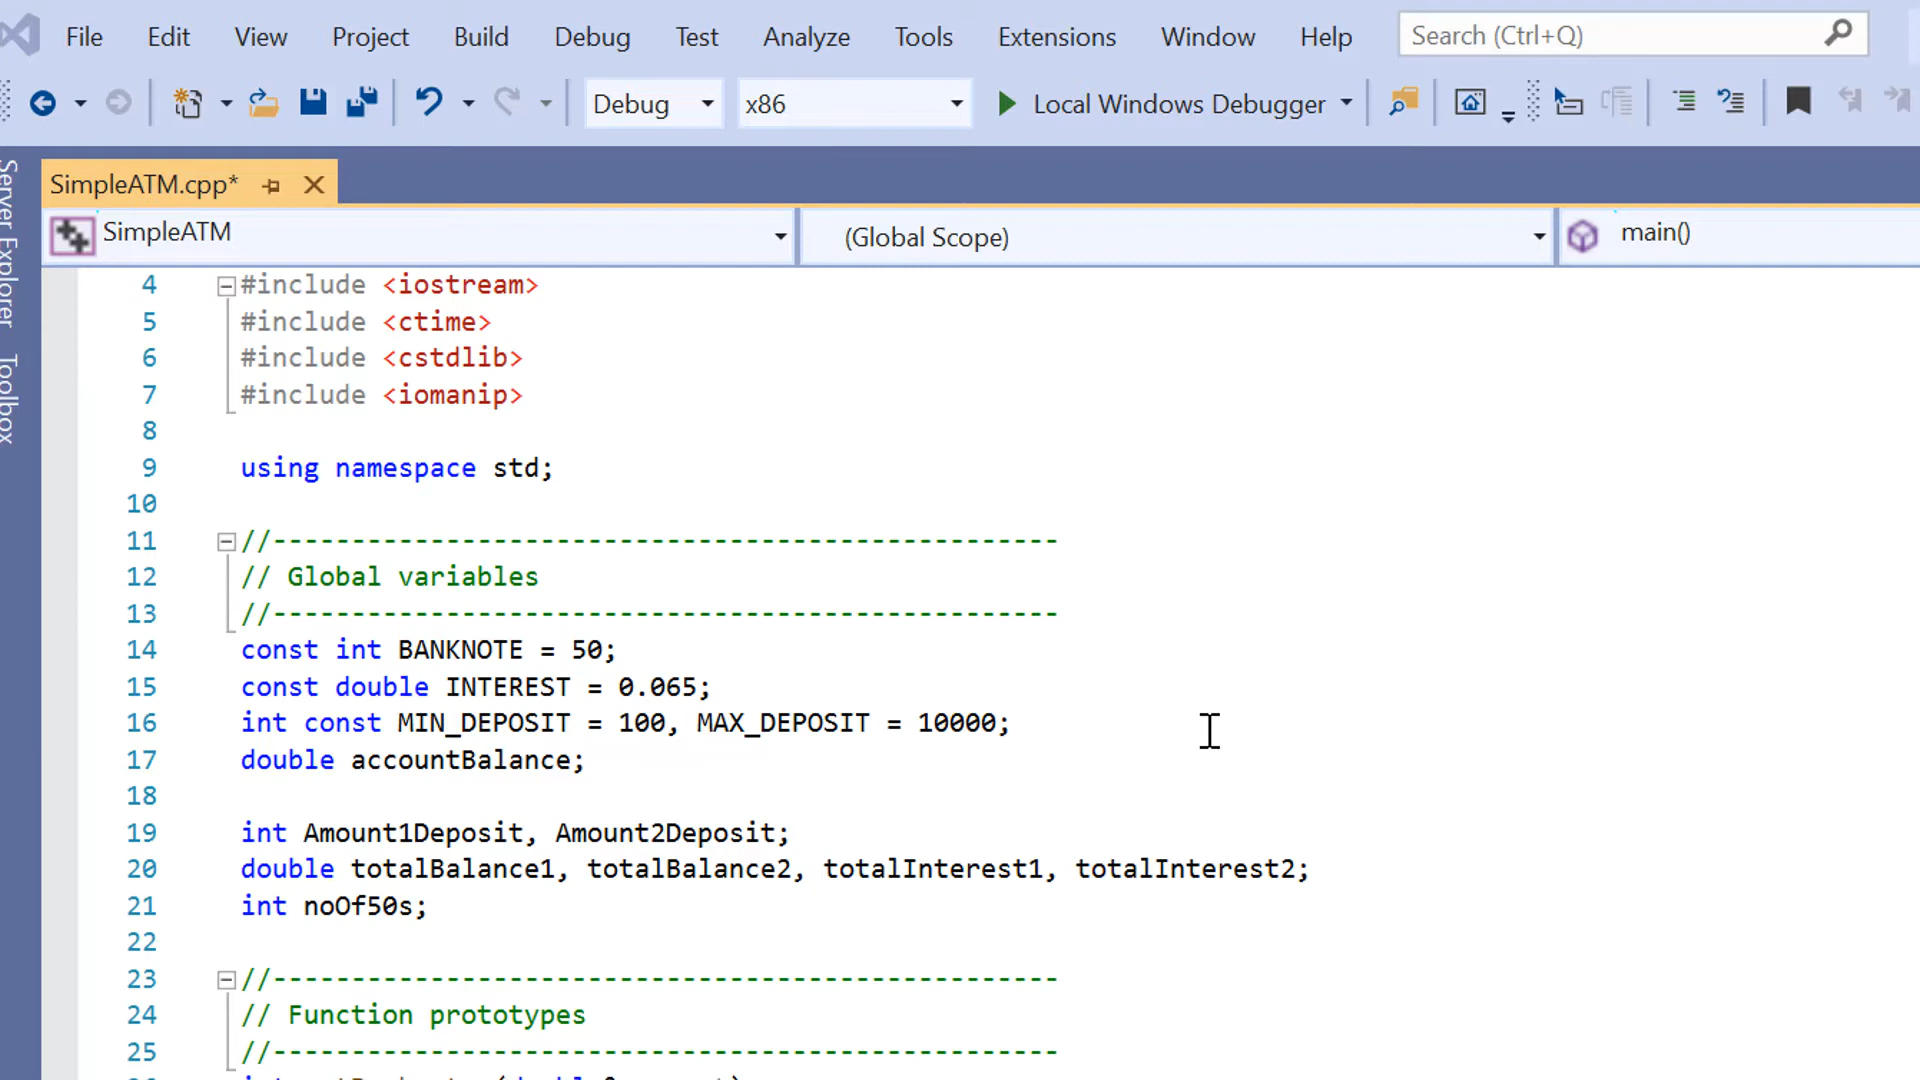 File Edit View Project Build Debug Test Analyze Tools Extensions Window Help Search (Ctrl+Q)
Debug x86 Local Windows Debugger
Server Explorer
Toolbox
SimpleATM.cpp*
SimpleATM (Global Scope) main()
4 #include <iostream>
5 #include <ctime>
6 #include <cstdlib>
7 #include <iomanip>
8
9 using namespace std;
10
11 //--------------------------------------------------
12 // Global variables
13 //--------------------------------------------------
14 const int BANKNOTE = 50;
15 const double INTEREST = 0.065;
16 int const MIN_DEPOSIT = 100, MAX_DEPOSIT = 10000;
17 double accountBalance;
18
19 int Amount1Deposit, Amount2Deposit;
20 double totalBalance1, totalBalance2, totalInterest1, totalInterest2;
21 int noOf50s;
22
23 //--------------------------------------------------
24 // Function prototypes
25 //--------------------------------------------------